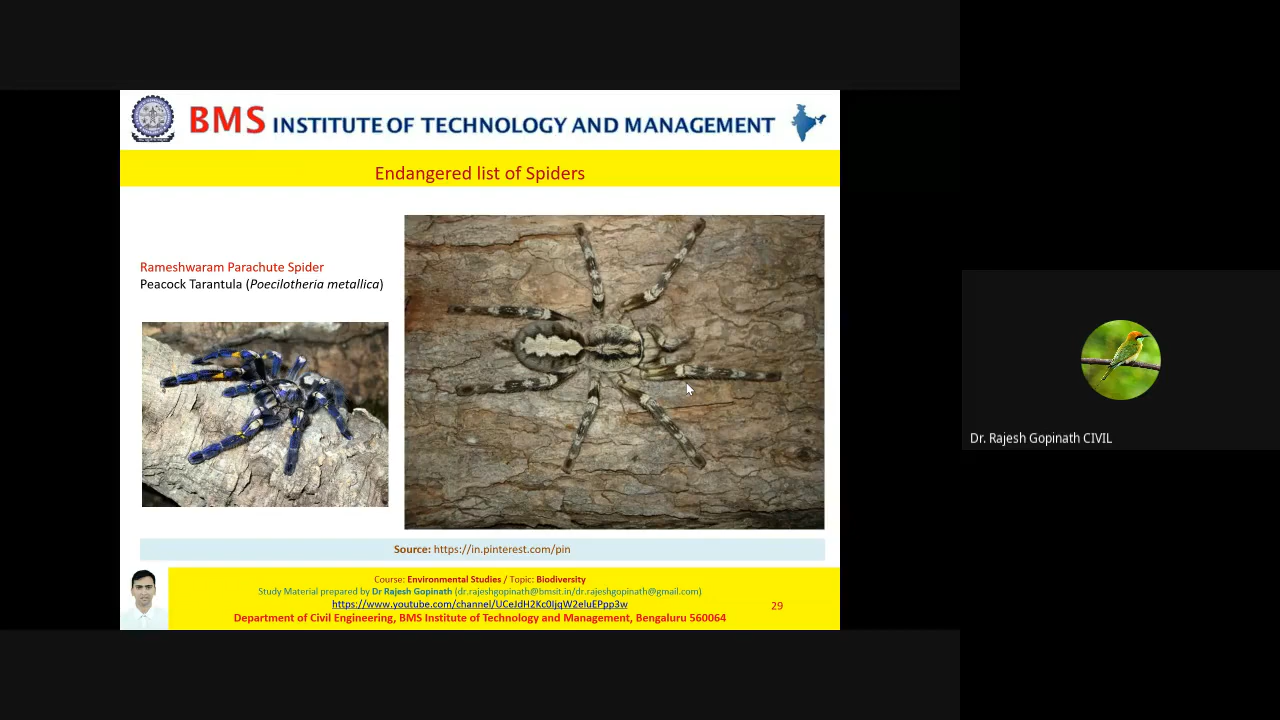 BMS INSTITUTE OF TECHNOLOGY AND MANAGEMENT
Endangered list of Spiders
Rameshwaram Parachute Spider
Peacock Tarantula (Poecilotheria metallica)
Source: https://in.pinterest.com/pin
Course: Environmental Studies / Topic: Biodiversity
Study Material prepared by Dr Rajesh Gopinath (dr.rajeshgopinath@bmsit.in/dr.rajeshgopinath@gmail.com)
https://www.youtube.com/channel/UCeJdH2Kc0IjqW2eluEPpp3w
29
Department of Civil Engineering, BMS Institute of Technology and Management, Bengaluru 560064
Dr. Rajesh Gopinath CIVIL